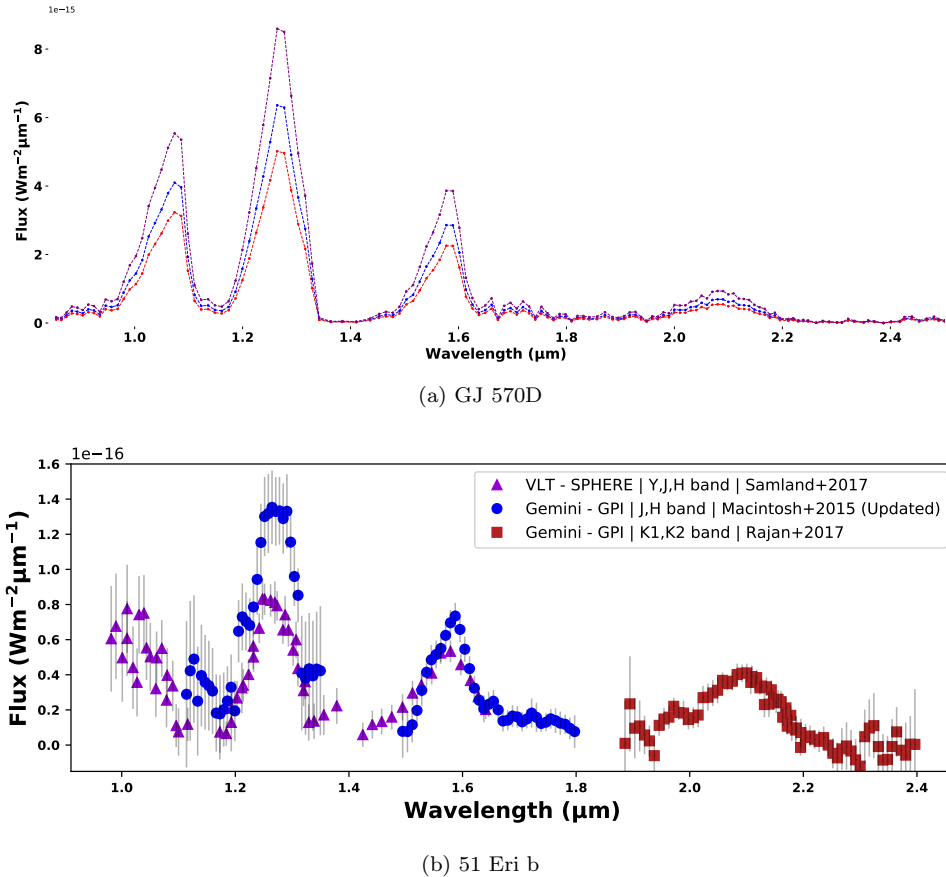 1e−15
8
6
4
2
0
Flux (Wm−2μm−1)
1.0 1.2 1.4 1.6 1.8 2.0 2.2 2.4
Wavelength (μm)
(a) GJ 570D
1e−16
1.6
1.4
1.2
1.0
0.8
0.6
0.4
0.2
0.0
Flux (Wm−2μm−1)
VLT - SPHERE | Y,J,H band | Samland+2017
Gemini - GPI | J,H band | Macintosh+2015 (Updated)
Gemini - GPI | K1,K2 band | Rajan+2017
1.0 1.2 1.4 1.6 1.8 2.0 2.2 2.4
Wavelength (μm)
(b) 51 Eri b